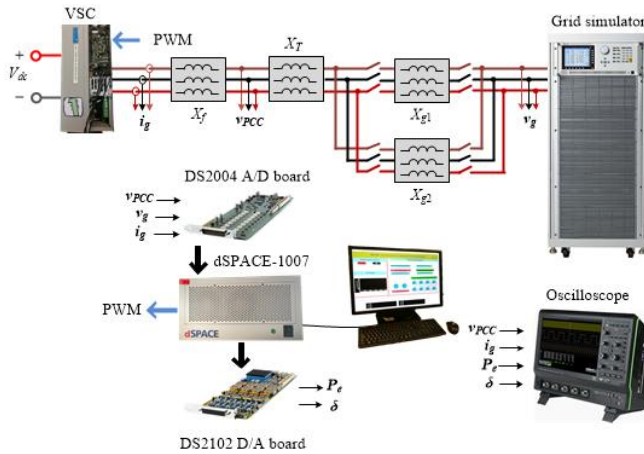 VSC
PWM
X_T
Grid simulator
+
V_dc
−
i_g
X_f
v_PCC
X_g1
v_g
X_g2
DS2004 A/D board
v_PCC
v_g
i_g
dSPACE-1007
PWM
dSPACE
Oscilloscope
v_PCC
i_g
P_e
δ
P_e
δ
DS2102 D/A board